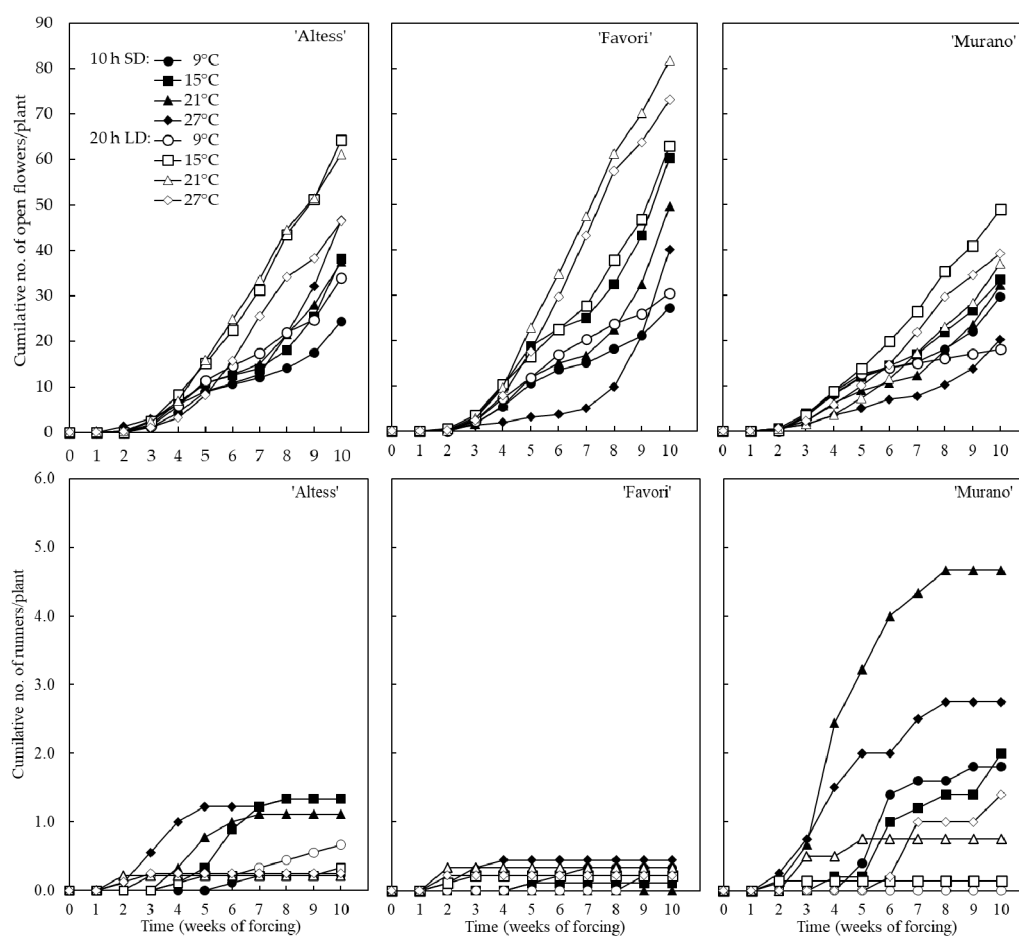 Cumilative no. of open flowers/plant
90
80
70
60
50
40
30
20
10
0
'Altess'
10 h SD: 9°C
15°C
21°C
27°C
20 h LD: 9°C
15°C
21°C
27°C
0 1 2 3 4 5 6 7 8 9 10
'Favori'
0 1 2 3 4 5 6 7 8 9 10
'Murano'
0 1 2 3 4 5 6 7 8 9 10
Cumilative no. of runners/plant
6.0
5.0
4.0
3.0
2.0
1.0
0.0
'Altess'
0 1 2 3 4 5 6 7 8 9 10
Time (weeks of forcing)
'Favori'
0 1 2 3 4 5 6 7 8 9 10
Time (weeks of forcing)
'Murano'
0 1 2 3 4 5 6 7 8 9 10
Time (weeks of forcing)